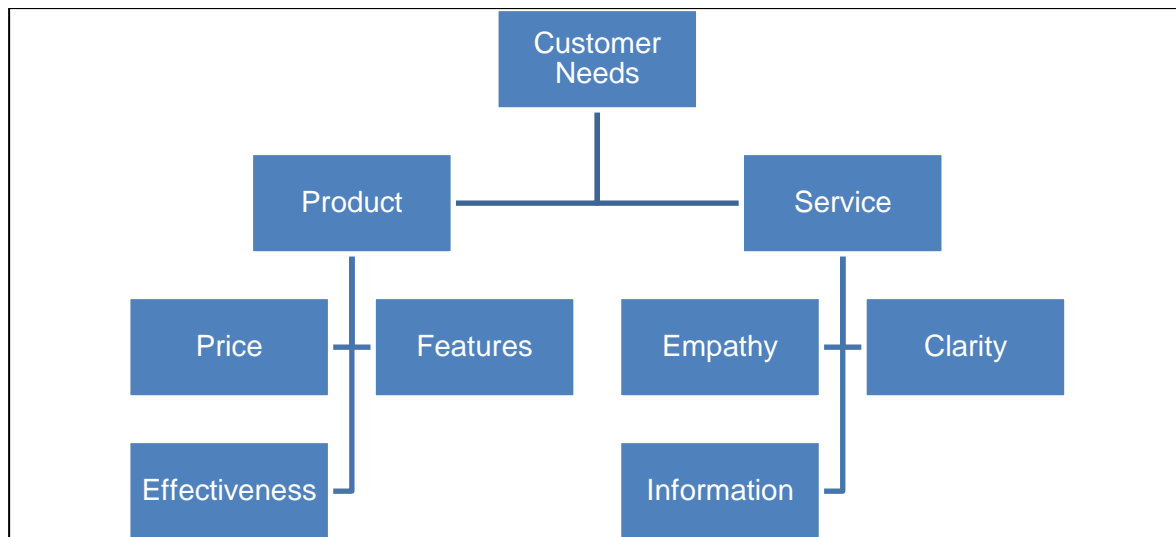 Customer
Needs
Product
Service
Price
Features
Empathy
Clarity
Effectiveness
Information